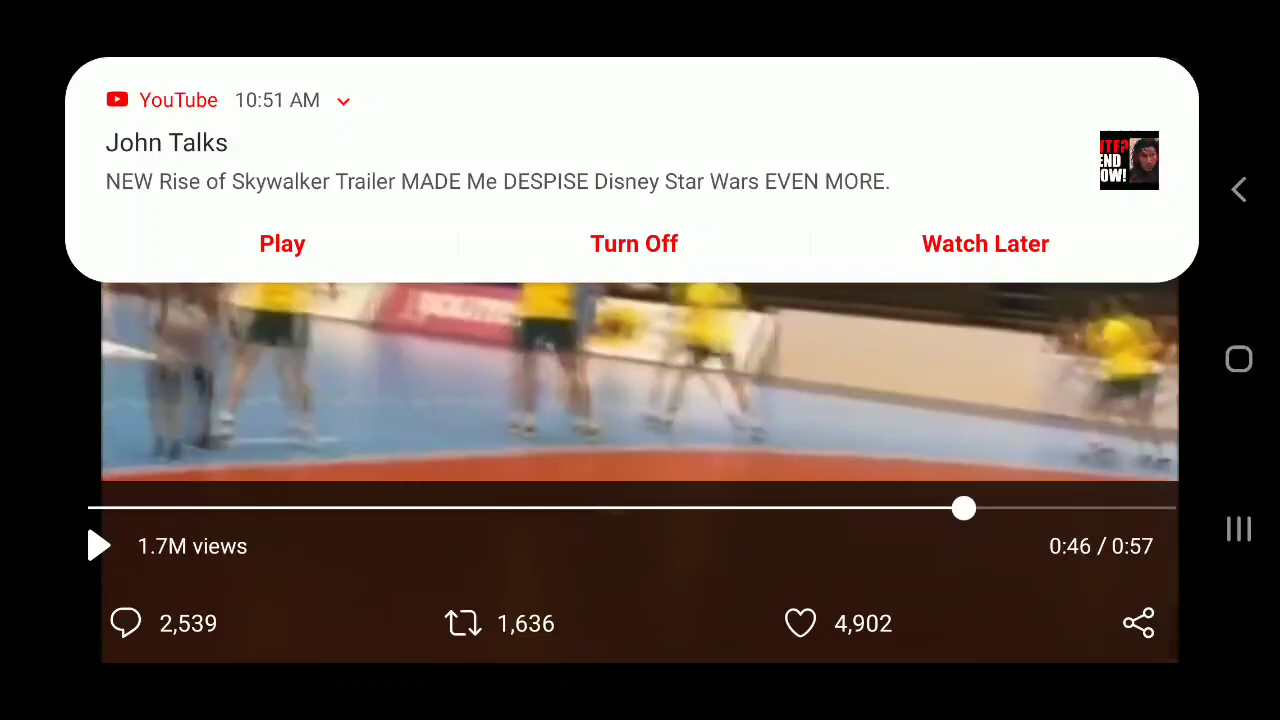 YouTube 10:51 AM
John Talks
NEW Rise of Skywalker Trailer MADE Me DESPISE Disney Star Wars EVEN MORE.
Play Turn Off Watch Later
1.7M views 0:46 / 0:57
2,539 1,636 4,902